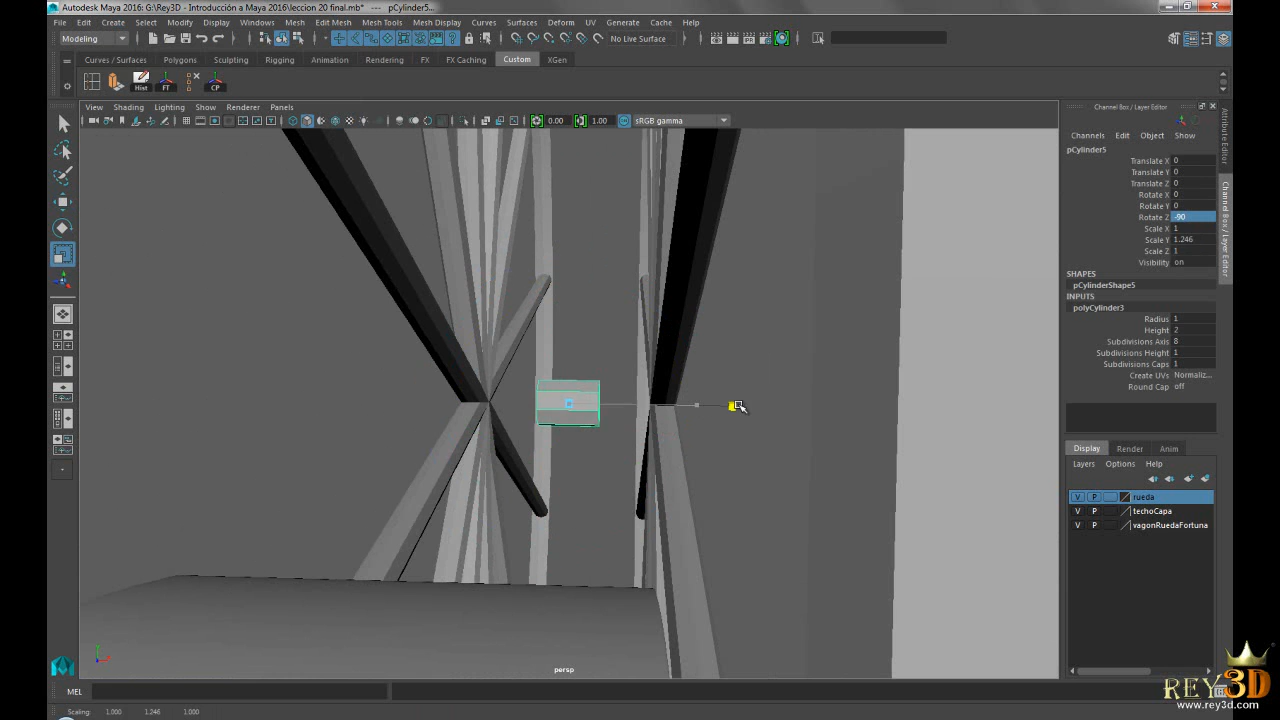 Autodesk Maya 2016: G:\Rey3D - Introducción a Maya 2016\leccion 20 final.mb* --- pCylinder5...
File Edit Create Select Modify Display Windows Mesh Edit Mesh Mesh Tools Mesh Display Curves Surfaces Deform UV Generate Cache Help
Modeling No Live Surface
Curves / Surfaces Polygons Sculpting Rigging Animation Rendering FX FX Caching Custom XGen
Hist FT CP
View Shading Lighting Show Renderer Panels
0.00 1.00 sRGB gamma
persp
Channel Box / Layer Editor
Channels Edit Object Show
pCylinder5
Translate X 0
Translate Y 0
Translate Z 0
Rotate X 0
Rotate Y 0
Rotate Z -90
Scale X 1
Scale Y 1.246
Scale Z 1
Visibility on
SHAPES
pCylinderShape5
INPUTS
polyCylinder3
Radius 1
Height 2
Subdivisions Axis 8
Subdivisions Height 1
Subdivisions Caps 1
Create UVs Normaliz...
Round Cap off
Attribute Editor
Channel Box / Layer Editor
Display Render Anim
Layers Options Help
V P rueda
V P techoCapa
V P vagonRuedaFortuna
MEL
Scaling: 1.000 1.246 1.000
REY3D
www.rey3d.com